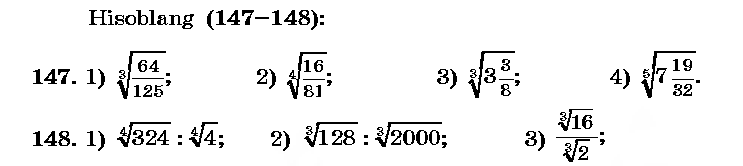 Hisoblang (147−148):
147. 1) ∛(64/125); 2) ∜(16/81); 3) ∛(3 3/8); 4) ⁵√(7 19/32).
148. 1) ∜324 : ∜4; 2) ∛128 : ∛2000; 3) ∛16/∛2;